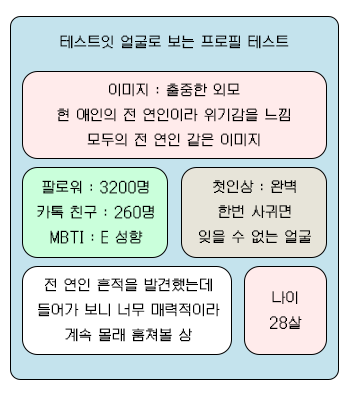 테스트잇 얼굴로 보는 프로필 테스트
이미지 : 출중한 외모
현 애인의 전 연인이라 위기감을 느낌
모두의 전 연인 같은 이미지
팔로워 : 3200명
카톡 친구 : 260명
MBTI : E 성향
첫인상 : 완벽
한번 사귀면
잊을 수 없는 얼굴
전 연인 흔적을 발견했는데
들어가 보니 너무 매력적이라
계속 몰래 훔쳐볼 상
나이
28살